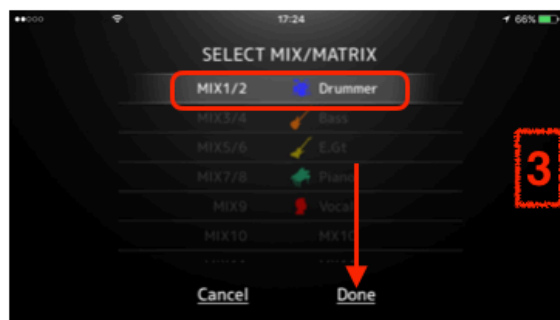 17:24
66%
SELECT MIX/MATRIX
MIX1/2 Drummer
MIX3/4 Bass
MIX5/6 E.Gt
MIX7/8 Piano
MIX9 Vocal
MIX10 MX10
3
Cancel Done